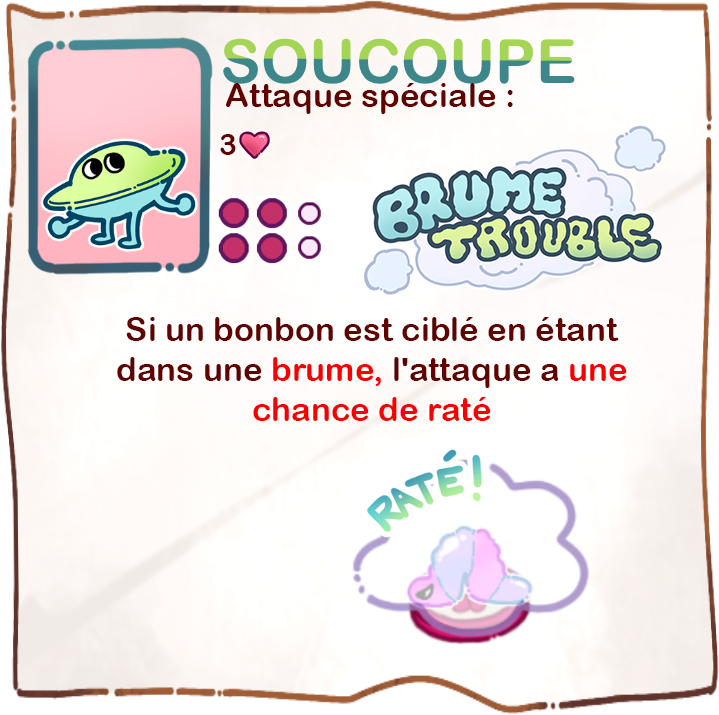 SOUCOUPE
Attaque spéciale :
3
BRUME
TROUBLE
Si un bonbon est ciblé en étant
dans une brume, l'attaque a une
chance de raté
RATÉ!